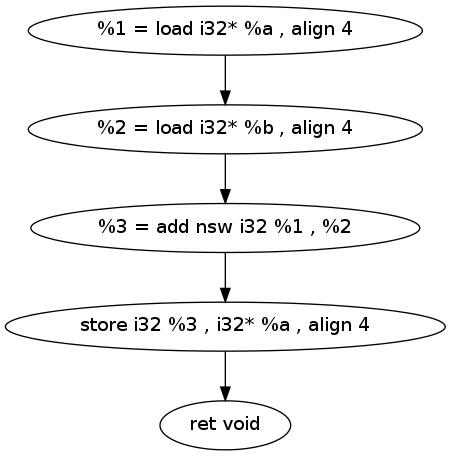 %1 = load i32* %a , align 4
%2 = load i32* %b , align 4
%3 = add nsw i32 %1 , %2
store i32 %3 , i32* %a , align 4
ret void